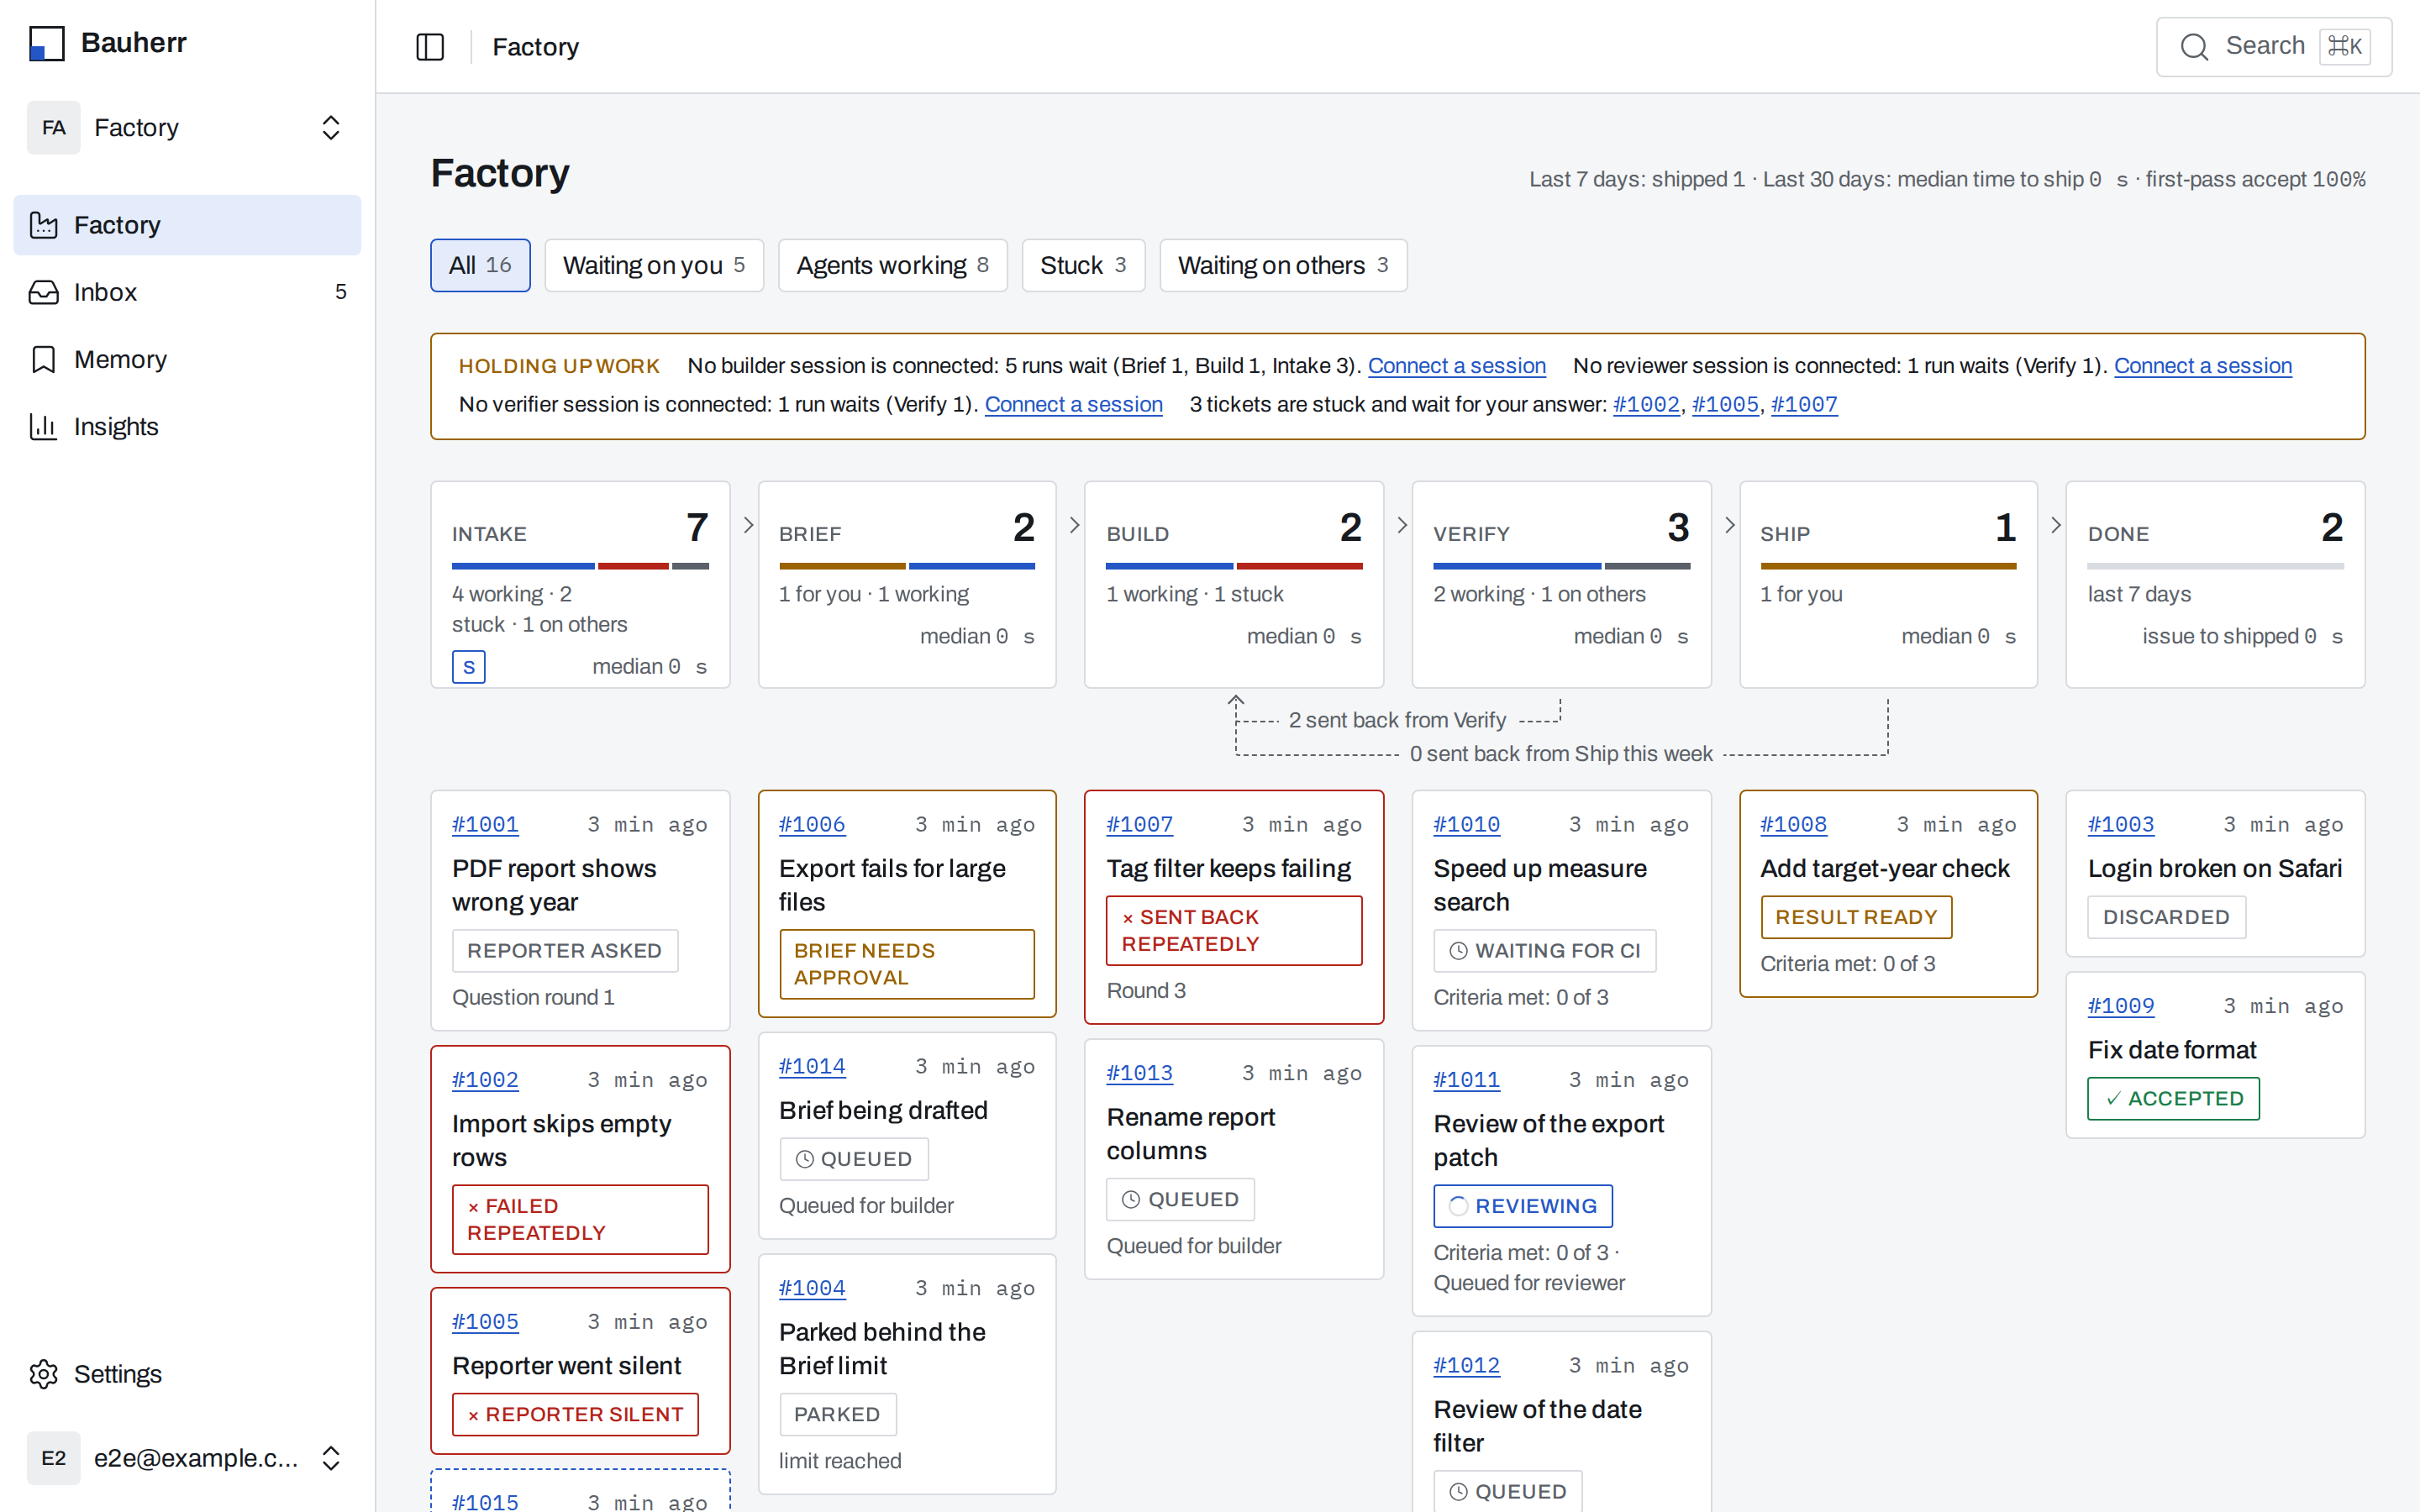 Bauherr
FA Factory
Factory
Inbox 5
Memory
Insights
Settings
E2 e2e@example.c...
Factory
Search ⌘K
Factory
Last 7 days: shipped 1 · Last 30 days: median time to ship 0 s · first-pass accept 100%
All 16
Waiting on you 5
Agents working 8
Stuck 3
Waiting on others 3
HOLDING UP WORK No builder session is connected: 5 runs wait (Brief 1, Build 1, Intake 3). Connect a session No reviewer session is connected: 1 run waits (Verify 1). Connect a session
No verifier session is connected: 1 run waits (Verify 1). Connect a session 3 tickets are stuck and wait for your answer: #1002, #1005, #1007
INTAKE 7
4 working · 2
stuck · 1 on others
S median 0 s
BRIEF 2
1 for you · 1 working
median 0 s
BUILD 2
1 working · 1 stuck
median 0 s
VERIFY 3
2 working · 1 on others
median 0 s
SHIP 1
1 for you
median 0 s
DONE 2
last 7 days
issue to shipped 0 s
2 sent back from Verify
0 sent back from Ship this week
#1001 3 min ago
PDF report shows
wrong year
REPORTER ASKED
Question round 1
#1002 3 min ago
Import skips empty
rows
× FAILED
REPEATEDLY
#1005 3 min ago
Reporter went silent
× REPORTER SILENT
#1015 3 min ago
#1006 3 min ago
Export fails for large
files
BRIEF NEEDS
APPROVAL
#1014 3 min ago
Brief being drafted
QUEUED
Queued for builder
#1004 3 min ago
Parked behind the
Brief limit
PARKED
limit reached
#1007 3 min ago
Tag filter keeps failing
× SENT BACK
REPEATEDLY
Round 3
#1013 3 min ago
Rename report
columns
QUEUED
Queued for builder
#1010 3 min ago
Speed up measure
search
WAITING FOR CI
Criteria met: 0 of 3
#1011 3 min ago
Review of the export
patch
REVIEWING
Criteria met: 0 of 3 ·
Queued for reviewer
#1012 3 min ago
Review of the date
filter
QUEUED
#1008 3 min ago
Add target-year check
RESULT READY
Criteria met: 0 of 3
#1003 3 min ago
Login broken on Safari
DISCARDED
#1009 3 min ago
Fix date format
✓ ACCEPTED